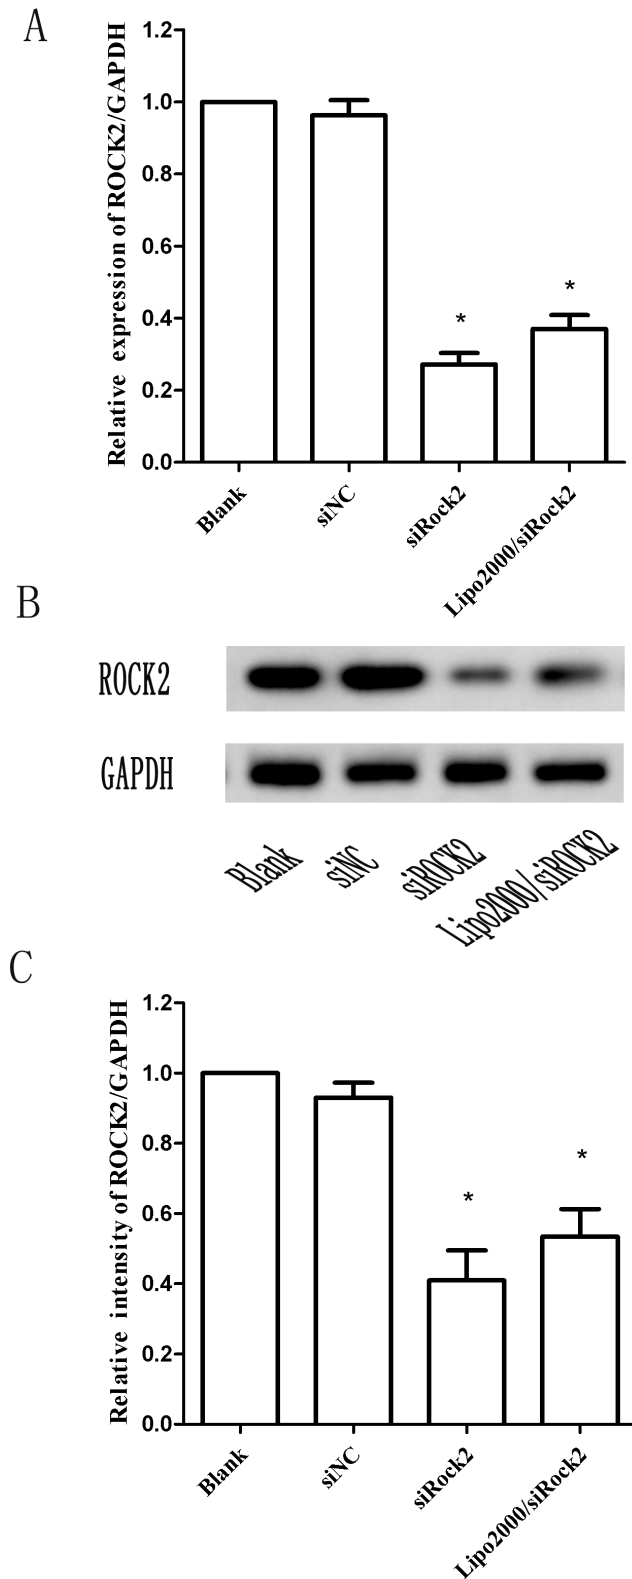 A
Relative expression of ROCK2/GAPDH
1.2
1.0
0.8
0.6
0.4
0.2
0.0
*
*
Blank
siNC
siRock2
Lipo2000/siRock2
B
ROCK2
GAPDH
Blank
siNC
siROCK2
Lipo2000/siROCK2
C
Relative intensity of ROCK2/GAPDH
1.2
1.0
0.8
0.6
0.4
0.2
0.0
*
*
Blank
siNC
siRock2
Lipo2000/siRock2